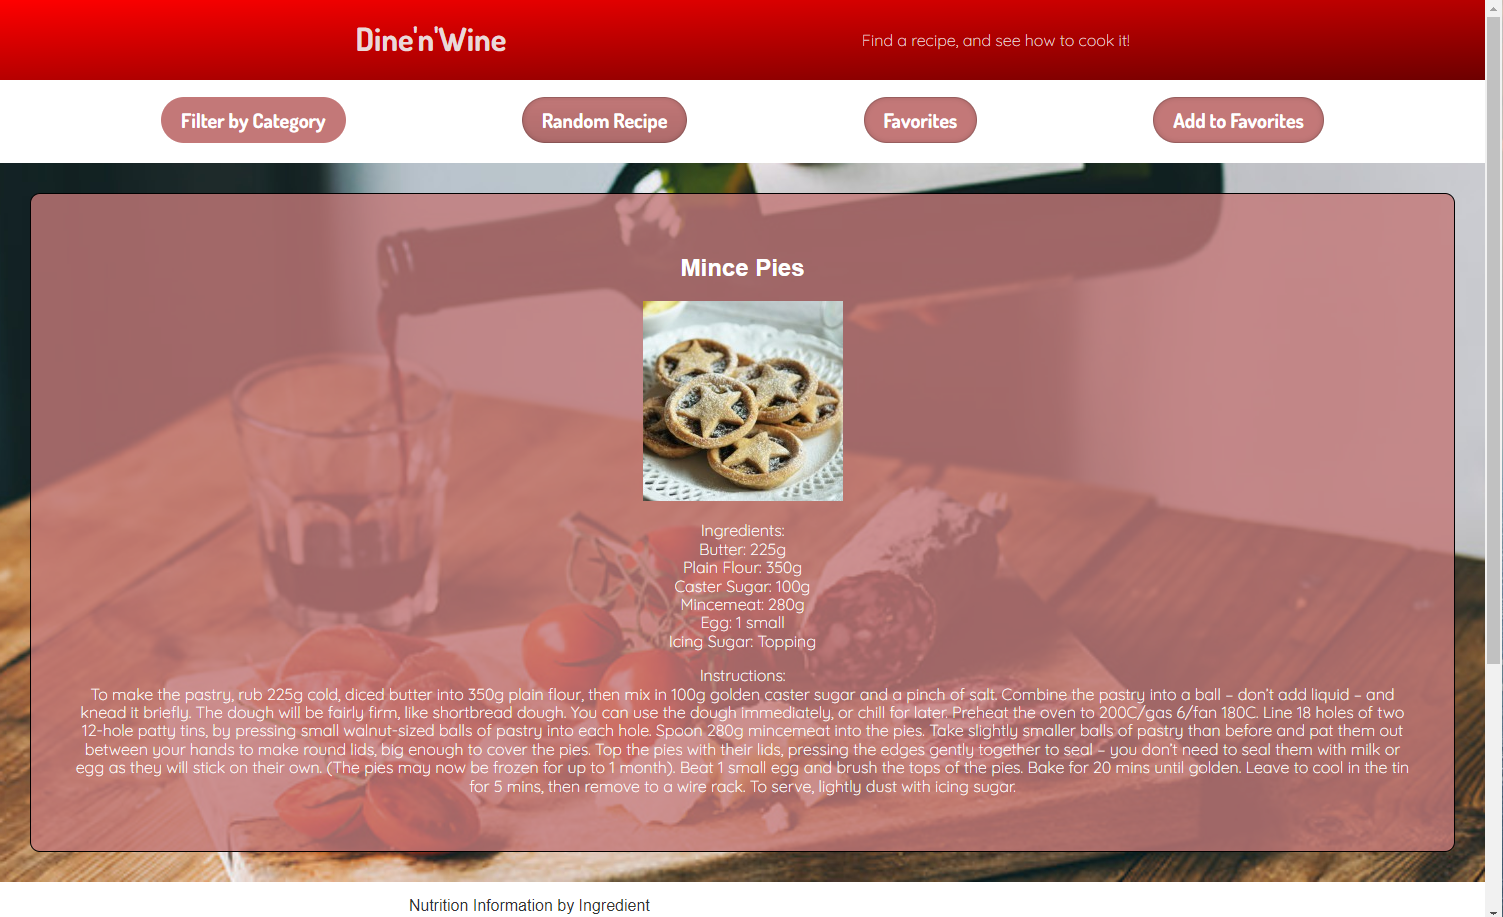 Dine'n'Wine
Find a recipe, and see how to cook it!
Filter by Category
Random Recipe
Favorites
Add to Favorites
Mince Pies
Ingredients:
Butter: 225g
Plain Flour: 350g
Caster Sugar: 100g
Mincemeat: 280g
Egg: 1 small
Icing Sugar: Topping
Instructions:
To make the pastry, rub 225g cold, diced butter into 350g plain flour, then mix in 100g golden caster sugar and a pinch of salt. Combine the pastry into a ball – don't add liquid – and
knead it briefly. The dough will be fairly firm, like shortbread dough. You can use the dough immediately, or chill for later. Preheat the oven to 200C/gas 6/fan 180C. Line 18 holes of two
12-hole patty tins, by pressing small walnut-sized balls of pastry into each hole. Spoon 280g mincemeat into the pies. Take slightly smaller balls of pastry than before and pat them out
between your hands to make round lids, big enough to cover the pies. Top the pies with their lids, pressing the edges gently together to seal – you don't need to seal them with milk or
egg as they will stick on their own. (The pies may now be frozen for up to 1 month). Beat 1 small egg and brush the tops of the pies. Bake for 20 mins until golden. Leave to cool in the tin
for 5 mins, then remove to a wire rack. To serve, lightly dust with icing sugar.
Nutrition Information by Ingredient